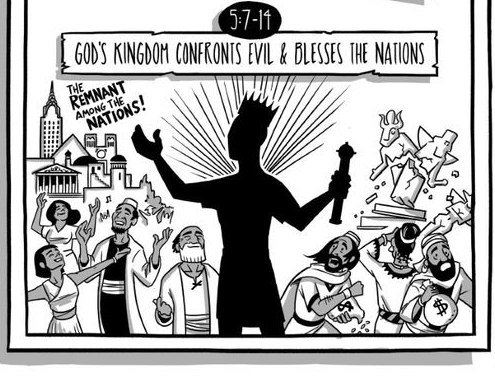 5:7-14
GOD'S KINGDOM CONFRONTS EVIL & BLESSES THE NATIONS
THE
REMNANT
AMONG THE
NATIONS!
$